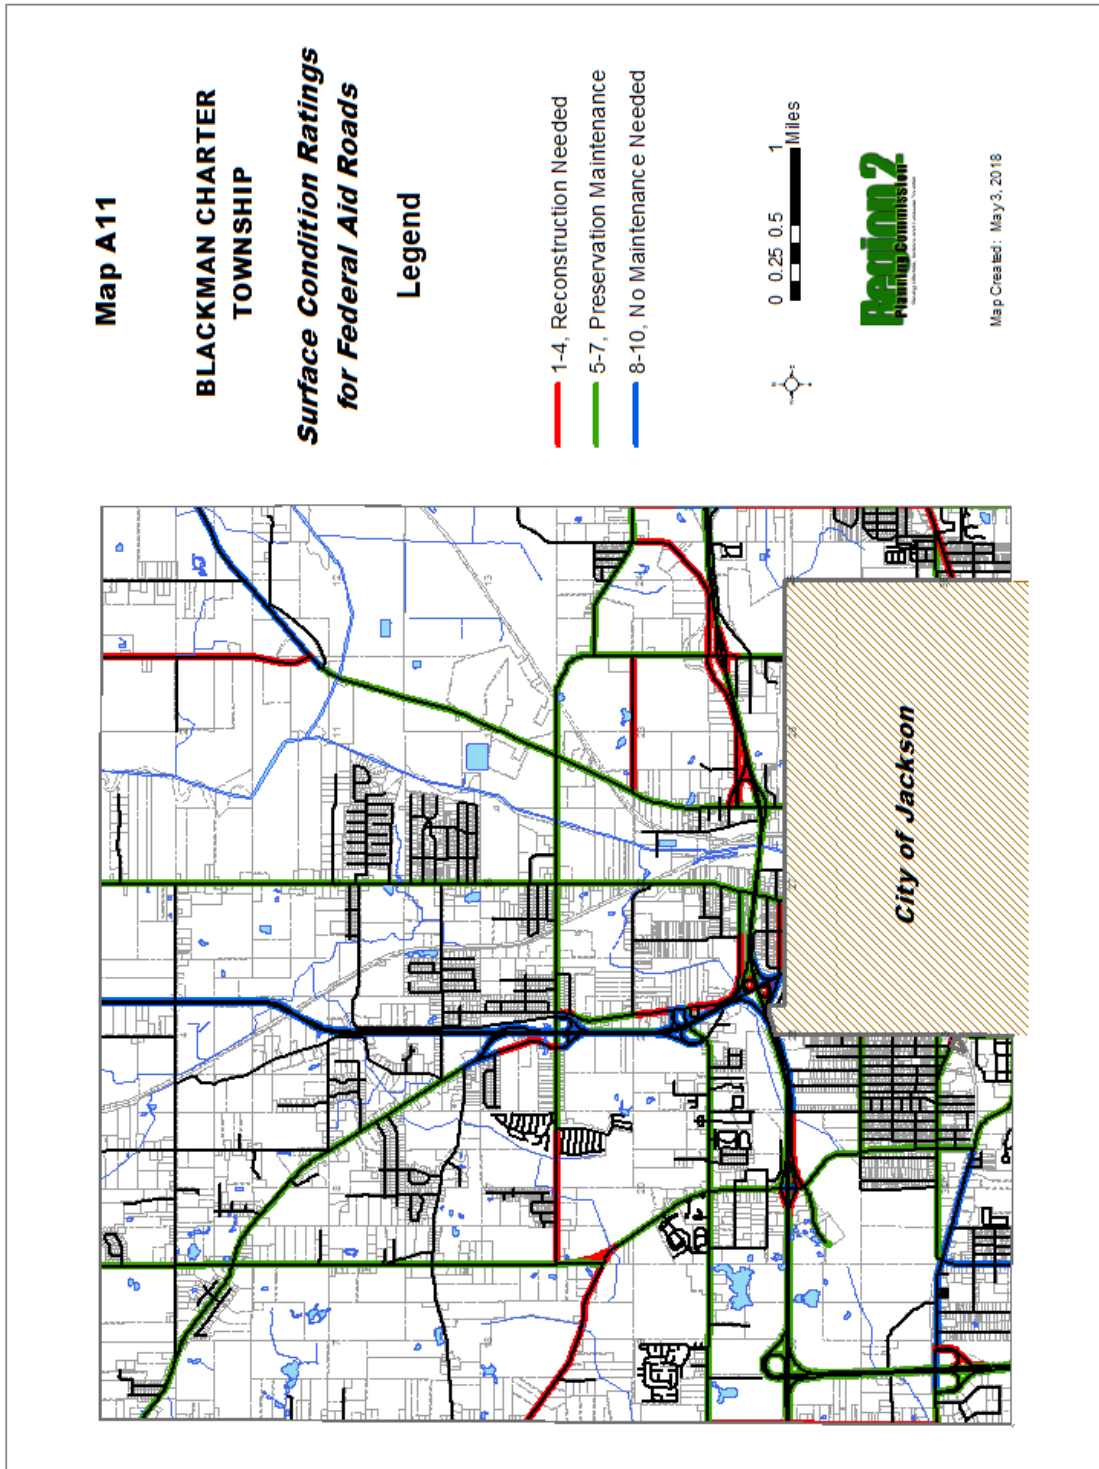 Map A11
BLACKMAN CHARTER
TOWNSHIP
Surface Condition Ratings
for Federal Aid Roads
Legend
1-4, Reconstruction Needed
5-7, Preservation Maintenance
8-10, No Maintenance Needed
0 0.25 0.5 1
Miles
Region 2
Planning Commission
Map Created: May 3, 2018
City of Jackson